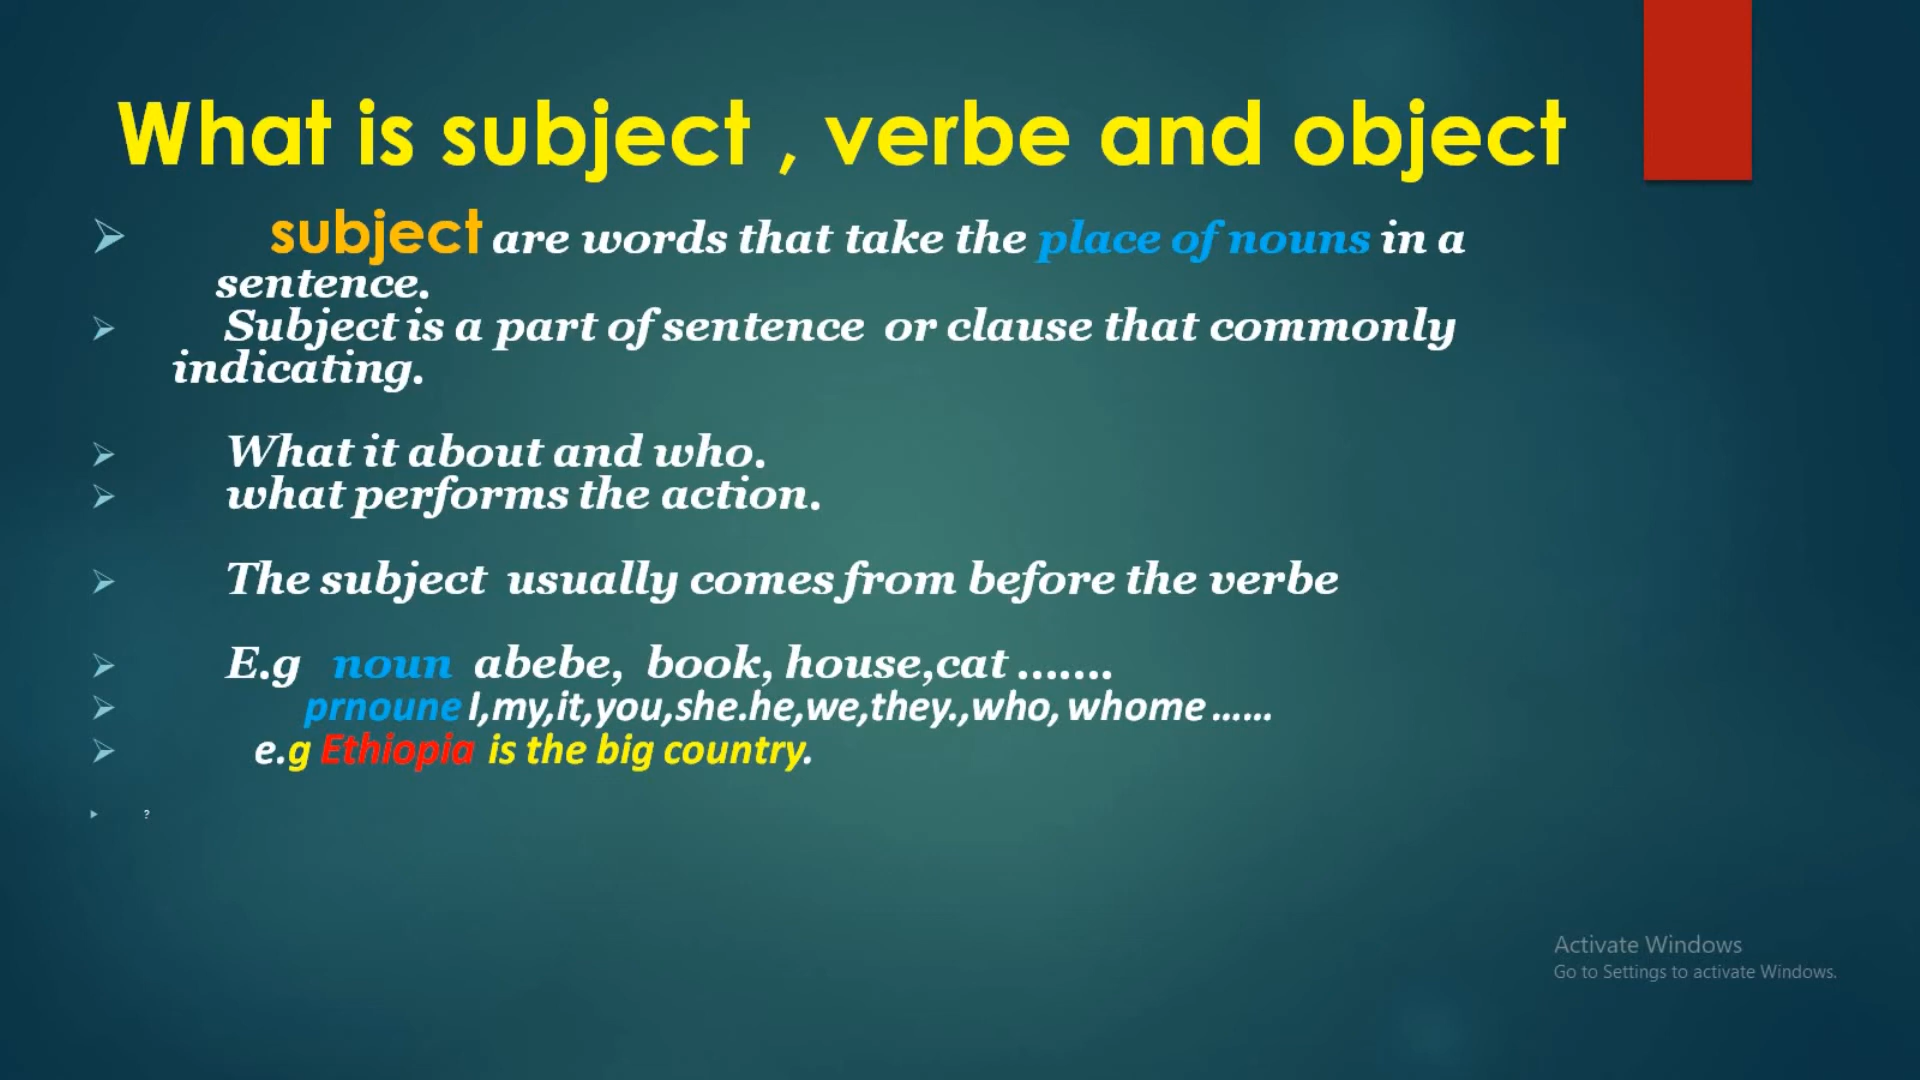 What is subject , verbe and object
subject are words that take the place of nouns in a
sentence.
Subject is a part of sentence or clause that commonly
indicating.
What it about and who.
what performs the action.
The subject usually comes from before the verbe
E.g noun abebe, book, house,cat .......
prnoune I,my,it,you,she.he,we,they.,who, whome ......
e.g Ethiopia is the big country.
?
Activate Windows
Go to Settings to activate Windows.